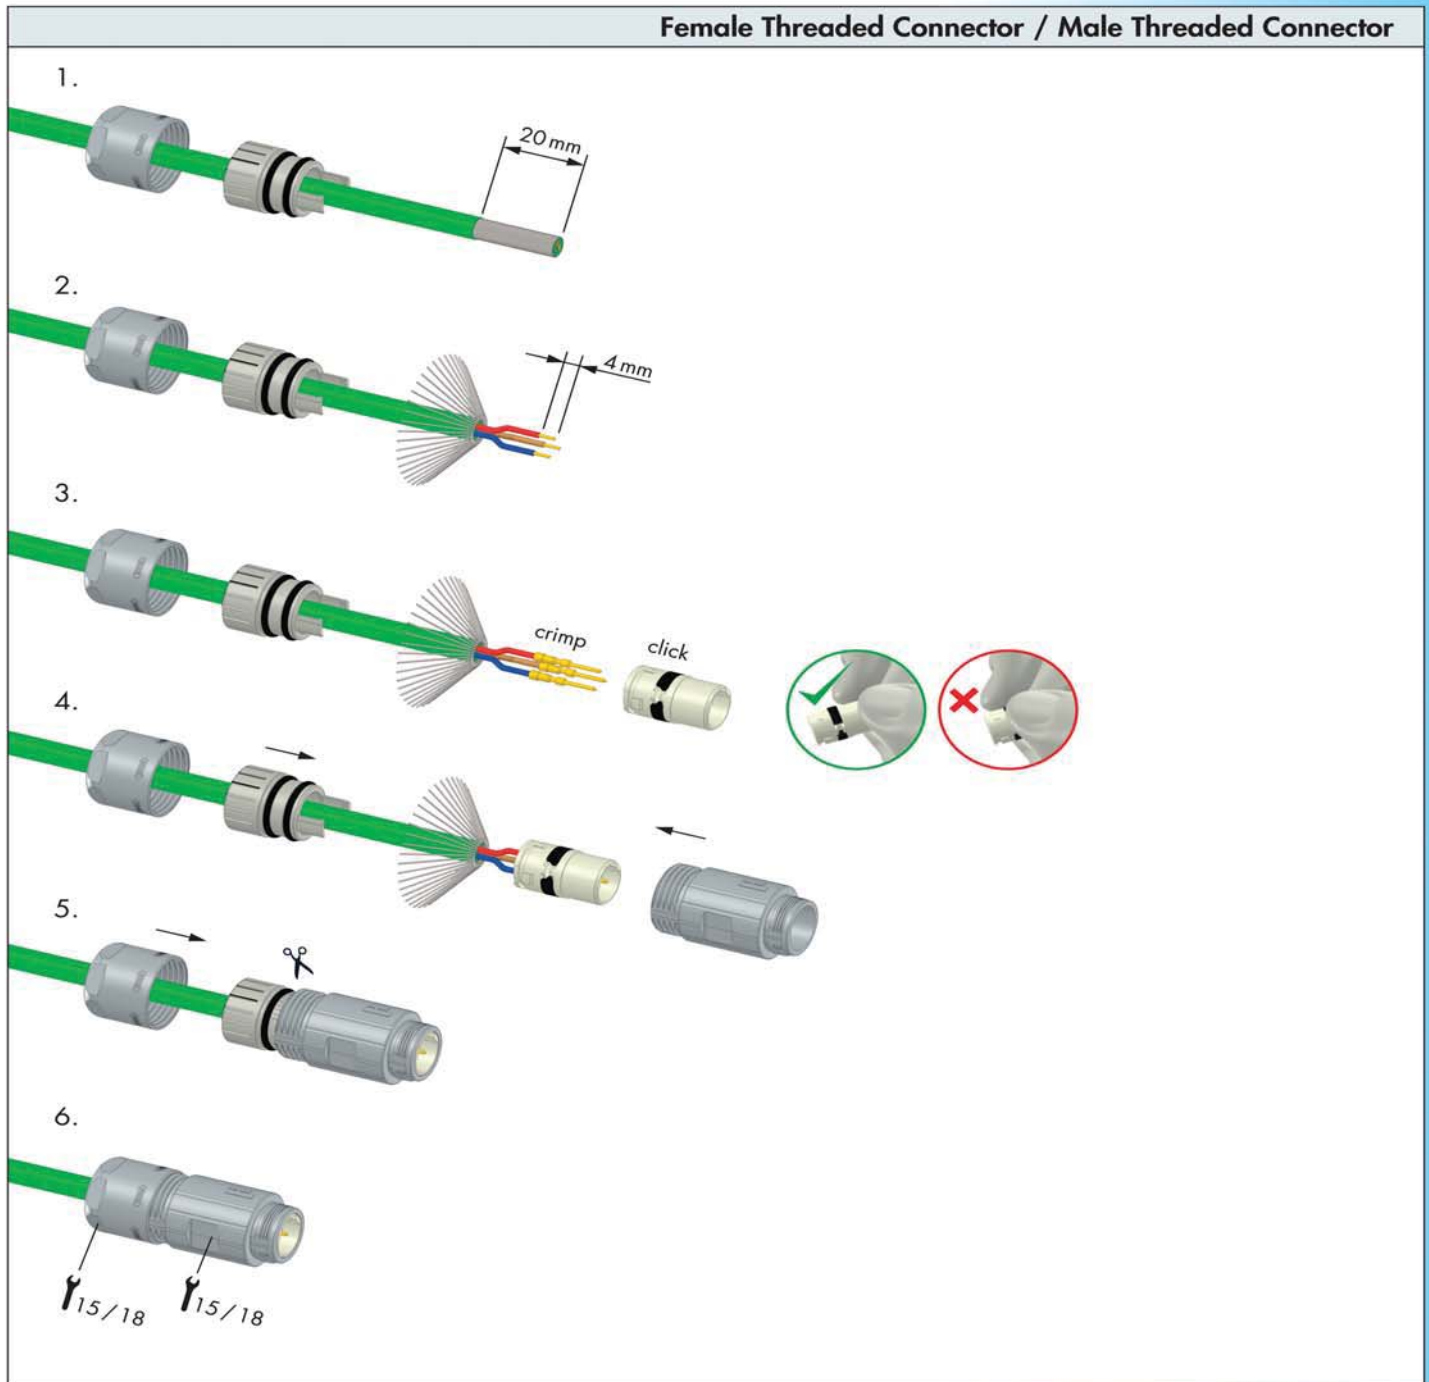 Female Threaded Connector / Male Threaded Connector
1.
20 mm
2.
4 mm
3.
crimp
click
4.
5.
6.
15/18
15/18